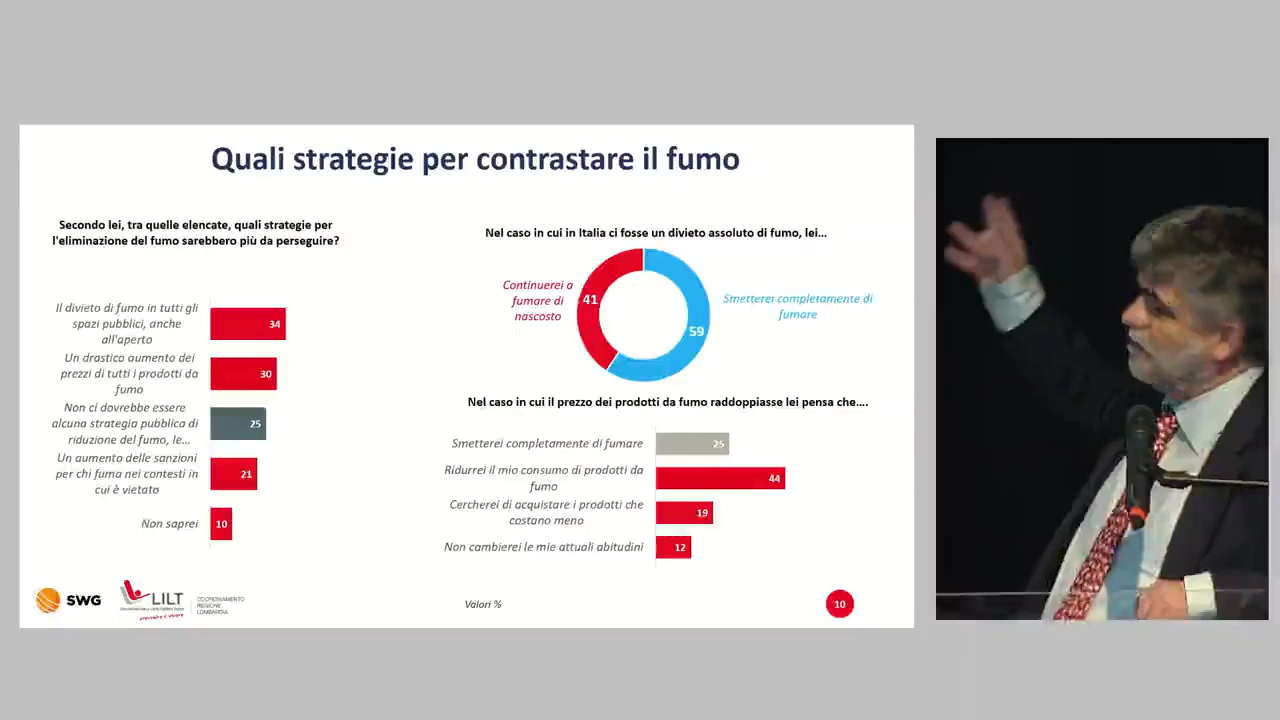 Quali strategie per contrastare il fumo
Secondo lei, tra quelle elencate, quali strategie per
l'eliminazione del fumo sarebbero più da perseguire?
Il divieto di fumo in tutti gli
spazi pubblici, anche
all'aperto
34
Un drastico aumento dei
prezzi di tutti i prodotti da
fumo
30
Non ci dovrebbe essere
alcuna strategia pubblica di
riduzione del fumo, le...
25
Un aumento delle sanzioni
per chi fuma nei contesti in
cui è vietato
21
Non saprei
10
Nel caso in cui in Italia ci fosse un divieto assoluto di fumo, lei...
Continuerei a
fumare di
nascosto
41
59
Smetterei completamente di
fumare
Nel caso in cui il prezzo dei prodotti da fumo raddoppiasse lei pensa che....
Smetterei completamente di fumare
25
Ridurrei il mio consumo di prodotti da
fumo
44
Cercherei di acquistare i prodotti che
costano meno
19
Non cambierei le mie attuali abitudini
12
SWG
LILT
prevenire è vivere
COORDINAMENTO
REGIONE
LOMBARDIA
Valori %
10